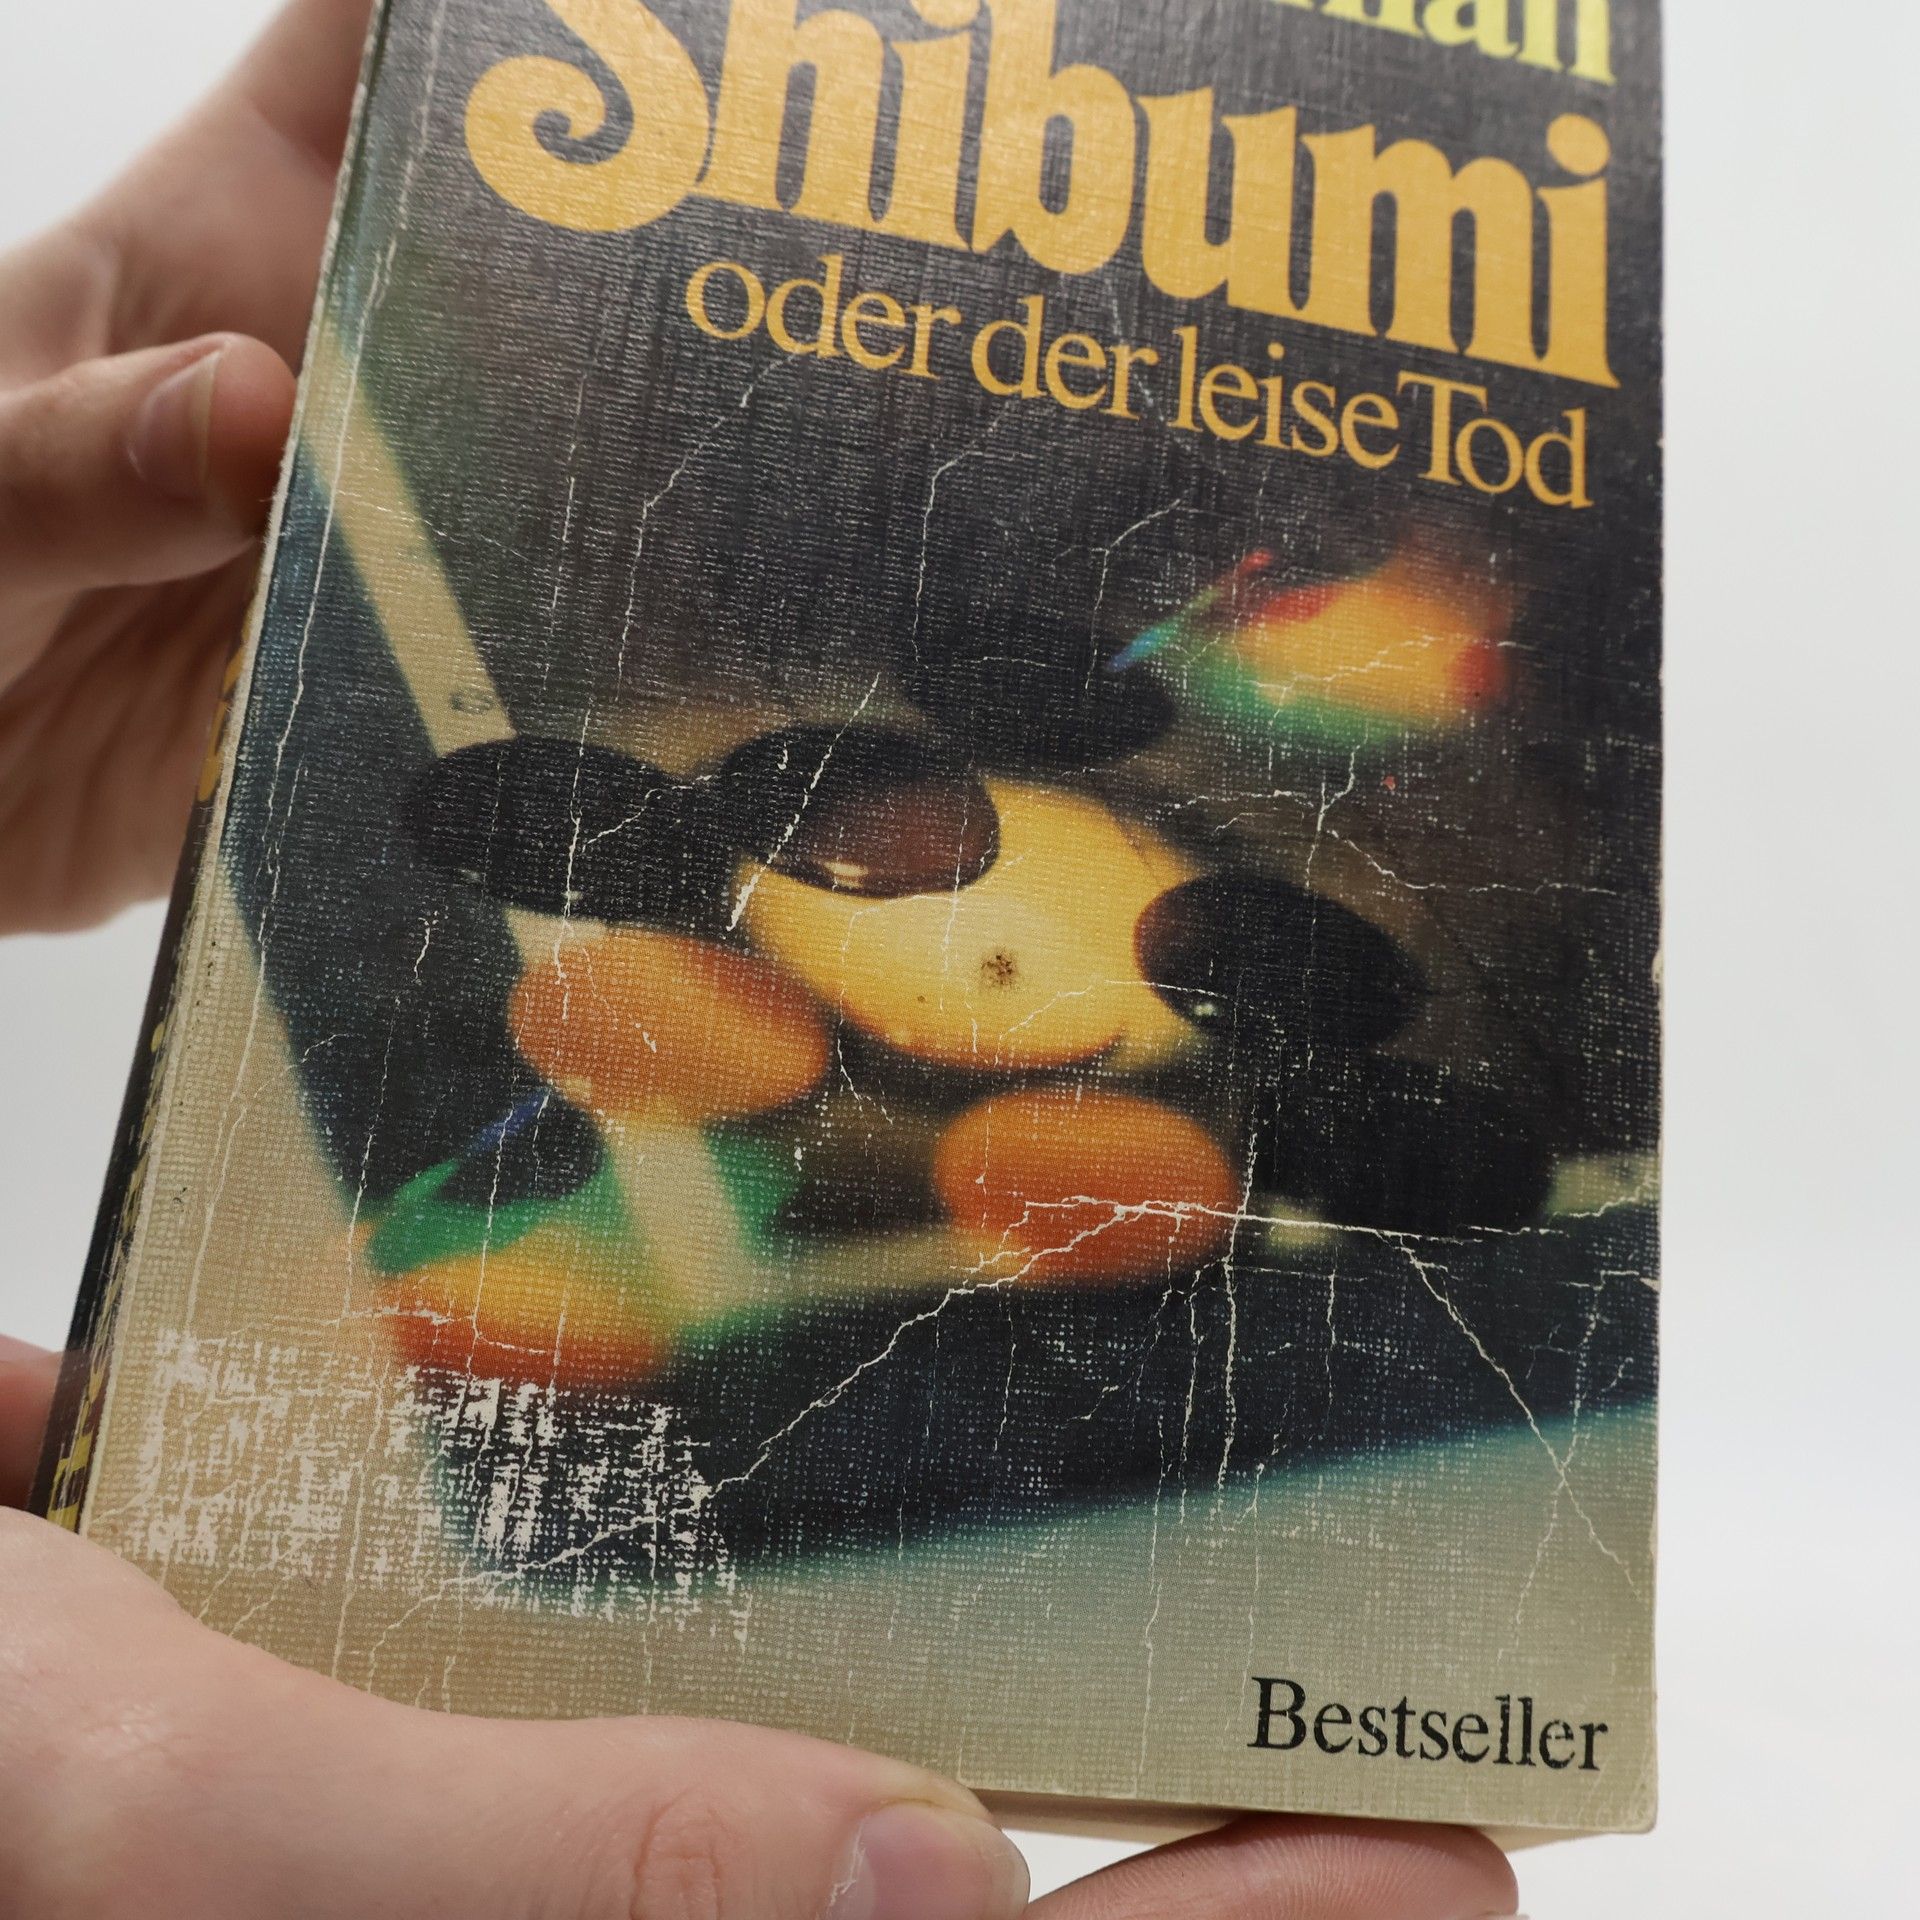 Shibumi
oder der leise Tod
Bestseller